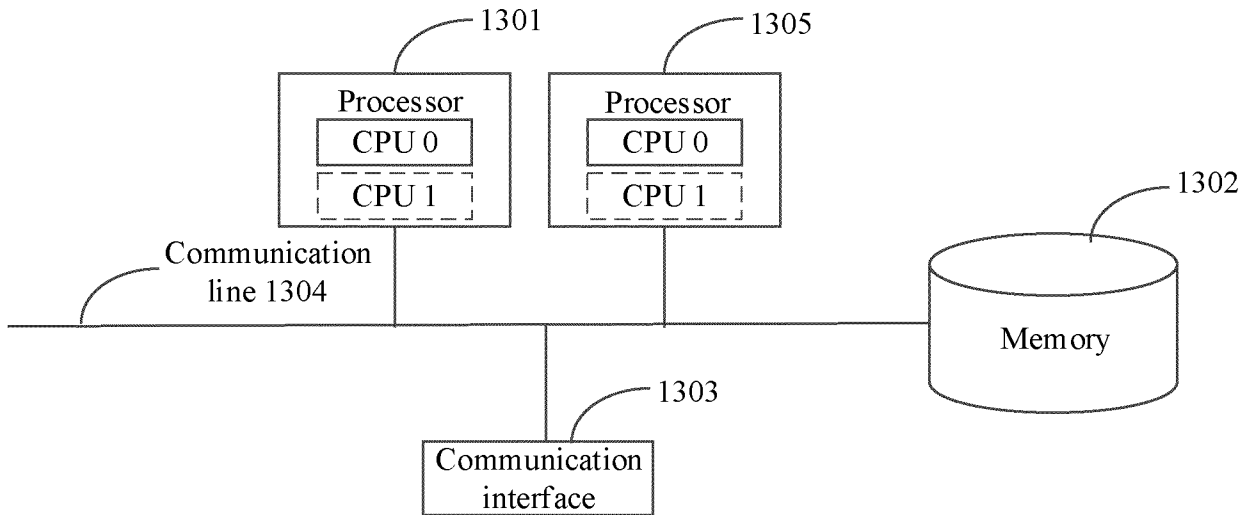 1301
1305
Processor
CPU 0
CPU 1
Processor
CPU 0
CPU 1
1302
Communication
line 1304
Memory
1303
Communication
interface